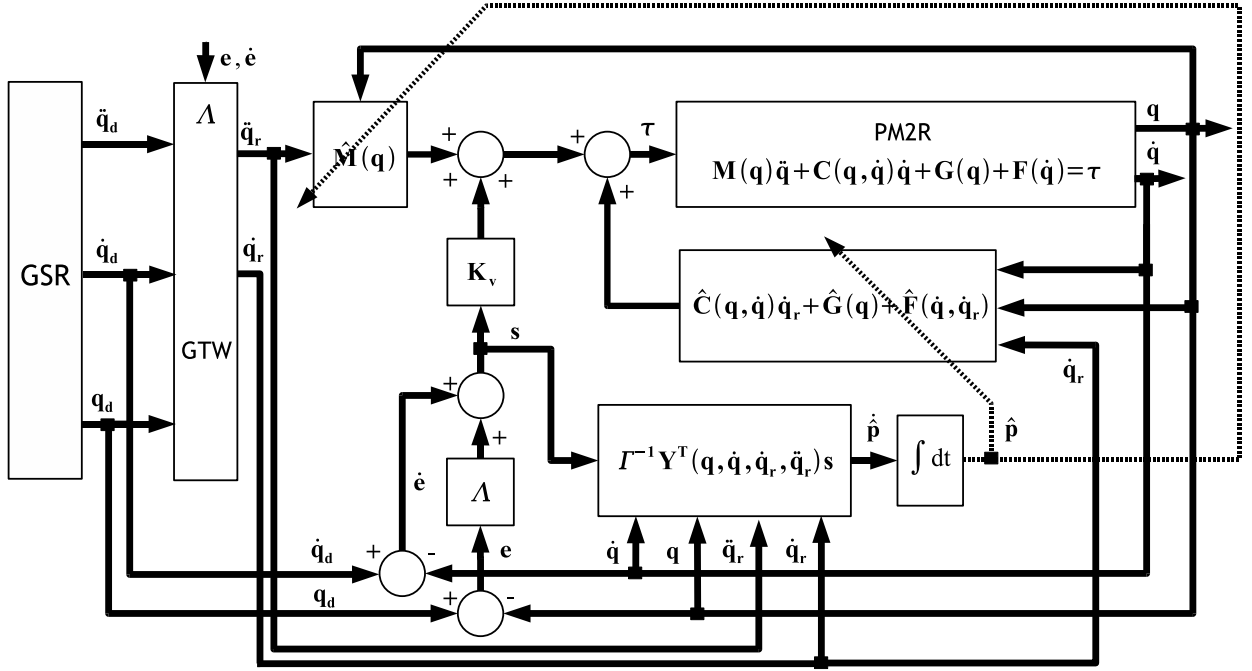 e , ė
GSR
q̈d
q̇d
qd
Λ
GTW
q̈r
q̇r
M̂(q)
+
+
+
+
+
τ
PM2R
M(q)q̈+C(q,q̇)q̇+G(q)+F(q̇)=τ
q
q̇
Kv
s
Ĉ(q,q̇)q̇r+Ĝ(q)+F̂(q̇,q̇r)
q̇r
+
+
ė
Λ
Γ⁻¹Yᵀ(q,q̇,q̇r,q̈r)s
p̂̇
∫ dt
p̂
q̇d
+
-
e
q̇
q
q̈r
q̇r
qd
+
-